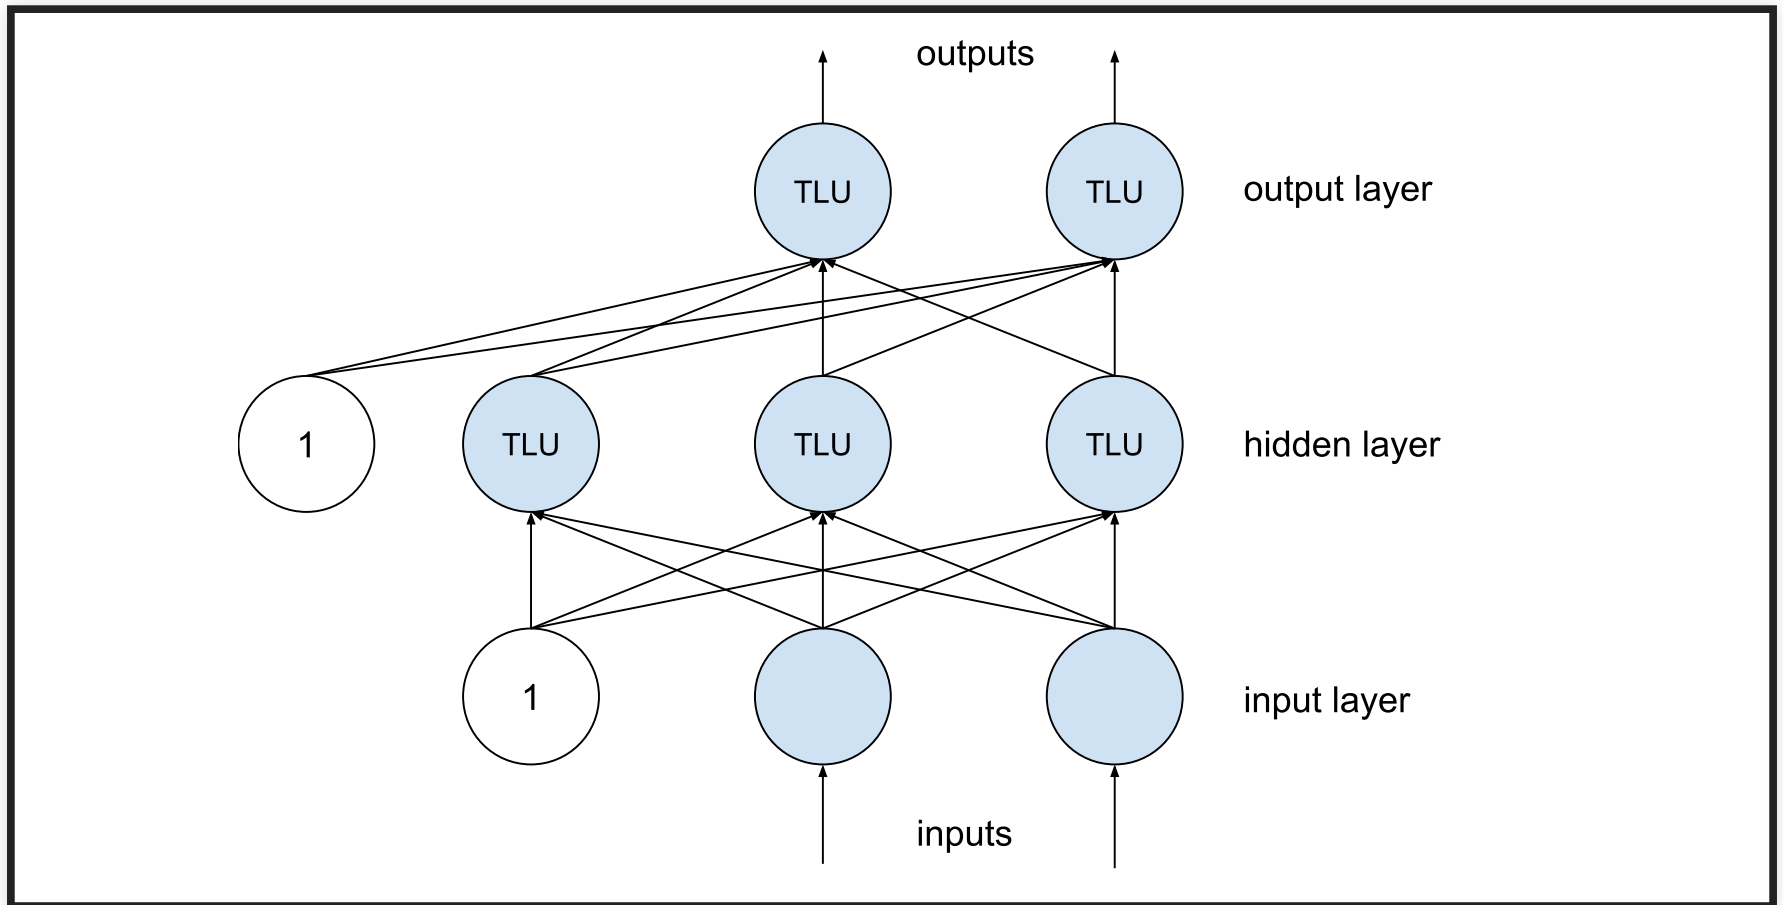 outputs
TLU
TLU
output layer
1
TLU
TLU
TLU
hidden layer
1
input layer
inputs